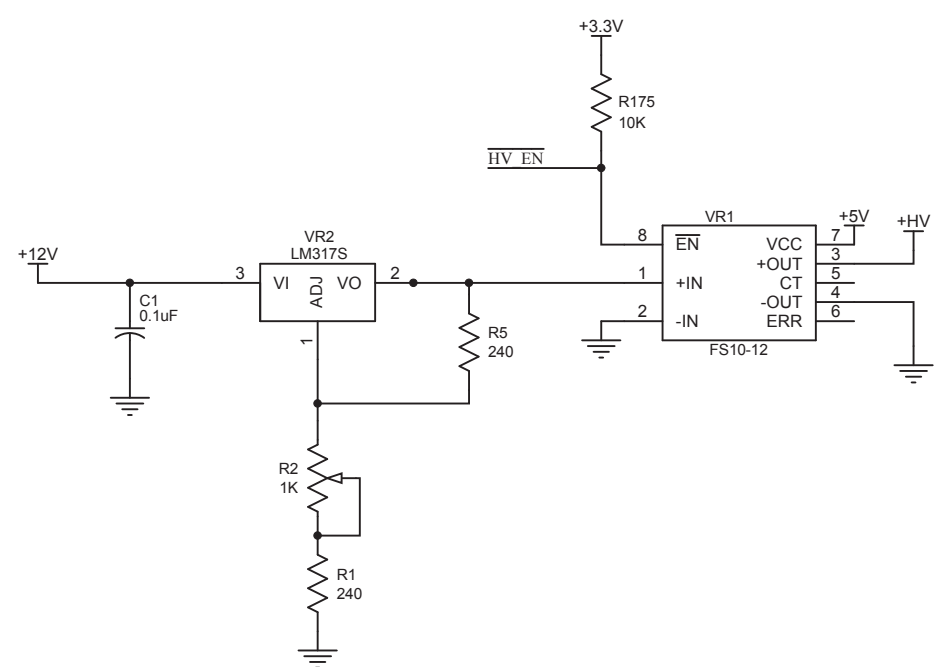 +3.3V
R175
10K
HV_EN
VR1
+5V
+HV
8
EN
VCC
7
+OUT
3
1
+IN
CT
5
-OUT
4
2
-IN
ERR
6
FS10-12
+12V
VR2
LM317S
3
VI
ADJ
VO
2
1
C1
0.1uF
R5
240
R2
1K
R1
240